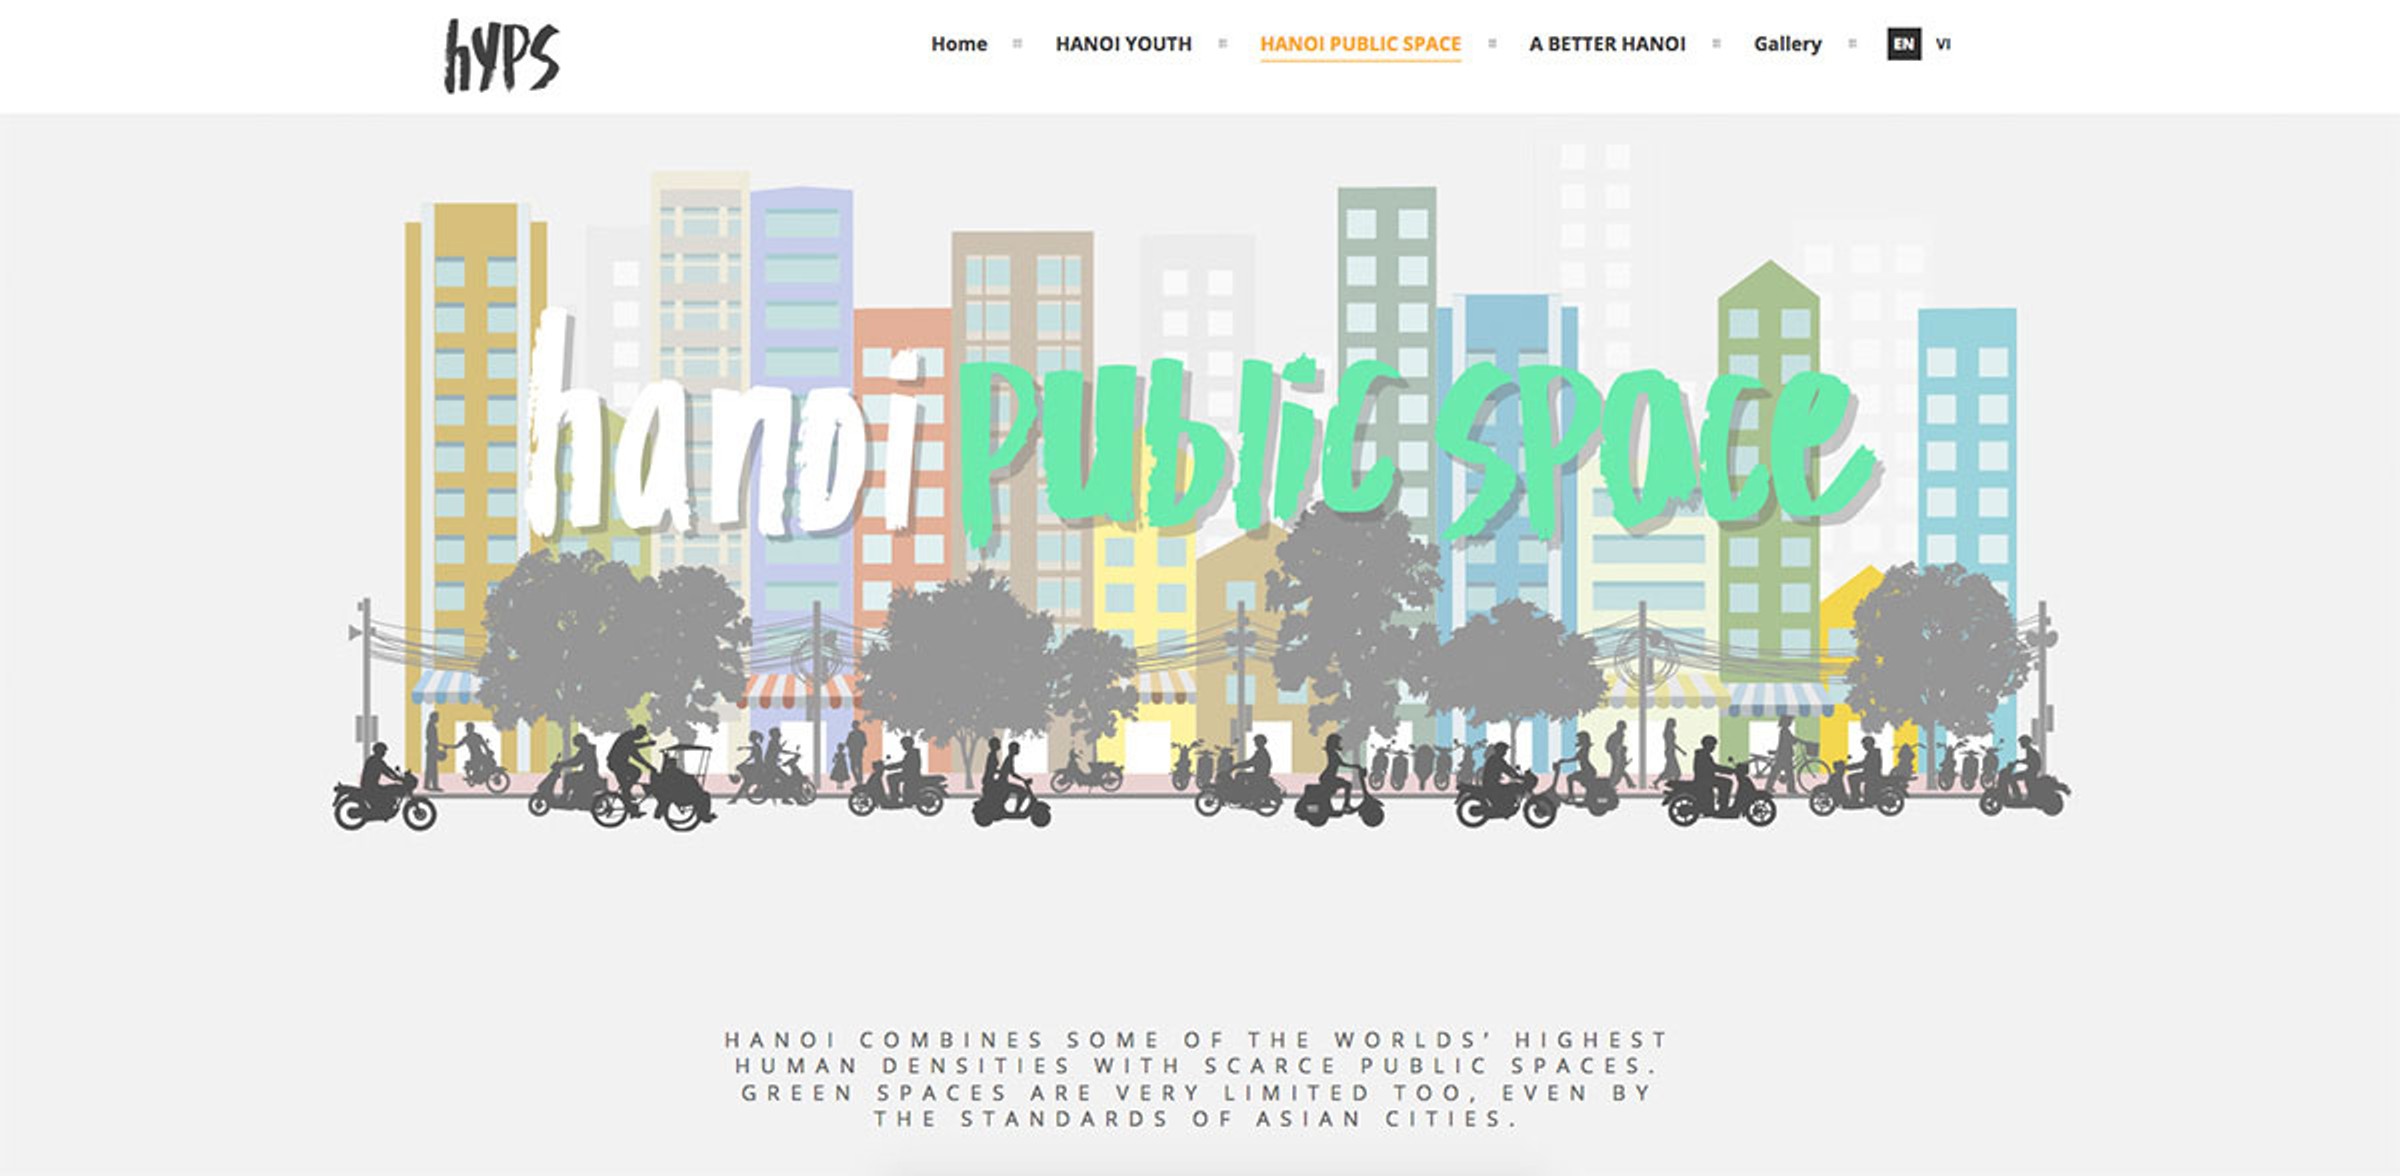 hyps
Home HANOI YOUTH HANOI PUBLIC SPACE A BETTER HANOI Gallery EN VI
hanoi public space
HANOI COMBINES SOME OF THE WORLDS' HIGHEST
HUMAN DENSITIES WITH SCARCE PUBLIC SPACES.
GREEN SPACES ARE VERY LIMITED TOO, EVEN BY
THE STANDARDS OF ASIAN CITIES.